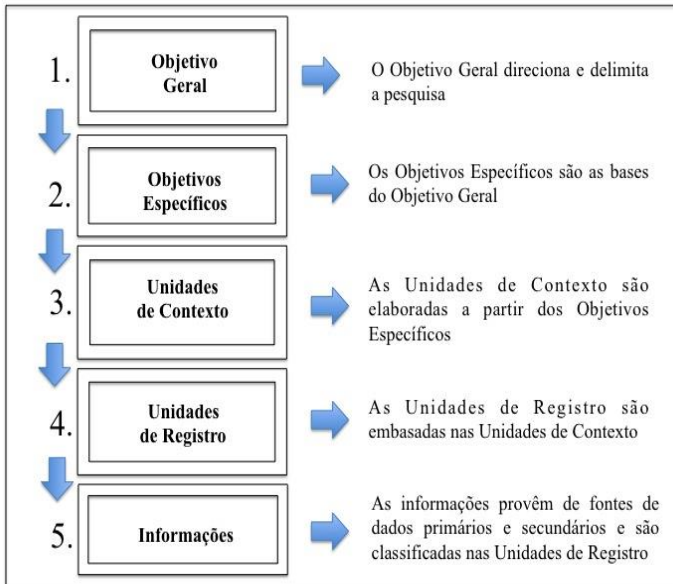 1.
Objetivo
Geral
O Objetivo Geral direciona e delimita
a pesquisa
2.
Objetivos
Específicos
Os Objetivos Específicos são as bases
do Objetivo Geral
3.
Unidades
de Contexto
As Unidades de Contexto são
elaboradas a partir dos Objetivos
Específicos
4.
Unidades
de Registro
As Unidades de Registro são
embasadas nas Unidades de Contexto
5.
Informações
As informações provêm de fontes de
dados primários e secundários e são
classificadas nas Unidades de Registro